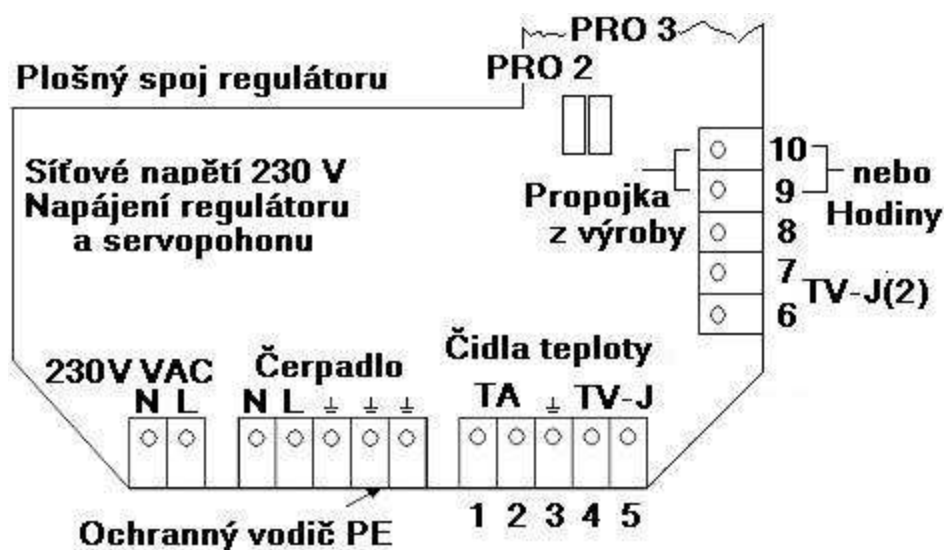 PRO 3
PRO 2
Plošný spoj regulátoru
Síťové napětí 230 V
Napájení regulátoru
a servopohonu
Propojka
z výroby
10
9
8
7
6
nebo
Hodiny
TV-J(2)
230V VAC
N L
Čerpadlo
N L
Čidla teploty
TA TV-J
1 2 3 4 5
Ochranný vodič PE